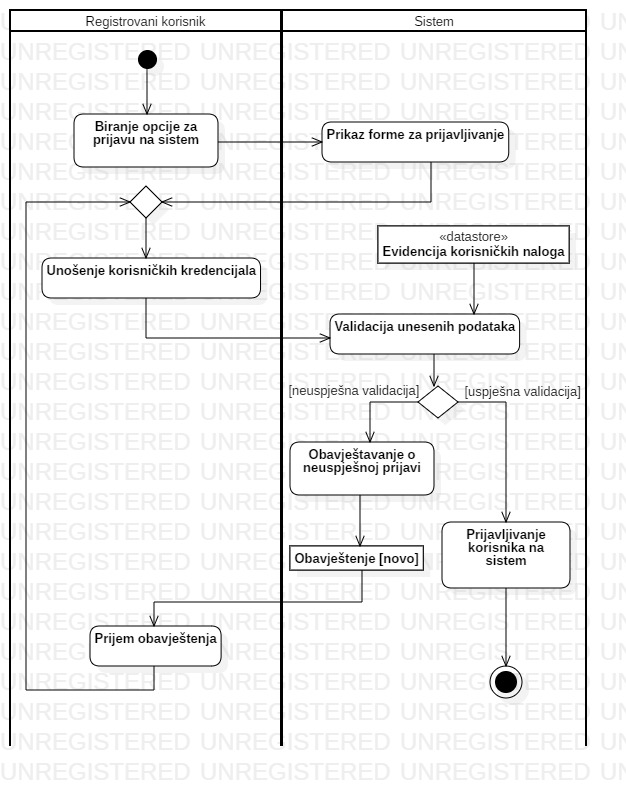 Registrovani korisnik
Sistem
Biranje opcije za
prijavu na sistem
Prikaz forme za prijavljivanje
«datastore»
Evidencija korisničkih naloga
Unošenje korisničkih kredencijala
Validacija unesenih podataka
[neuspješna validacija]
[uspješna validacija]
Obavještavanje o
neuspješnoj prijavi
Prijavljivanje
korisnika na
sistem
Obavještenje [novo]
Prijem obavještenja
UNREGISTERED